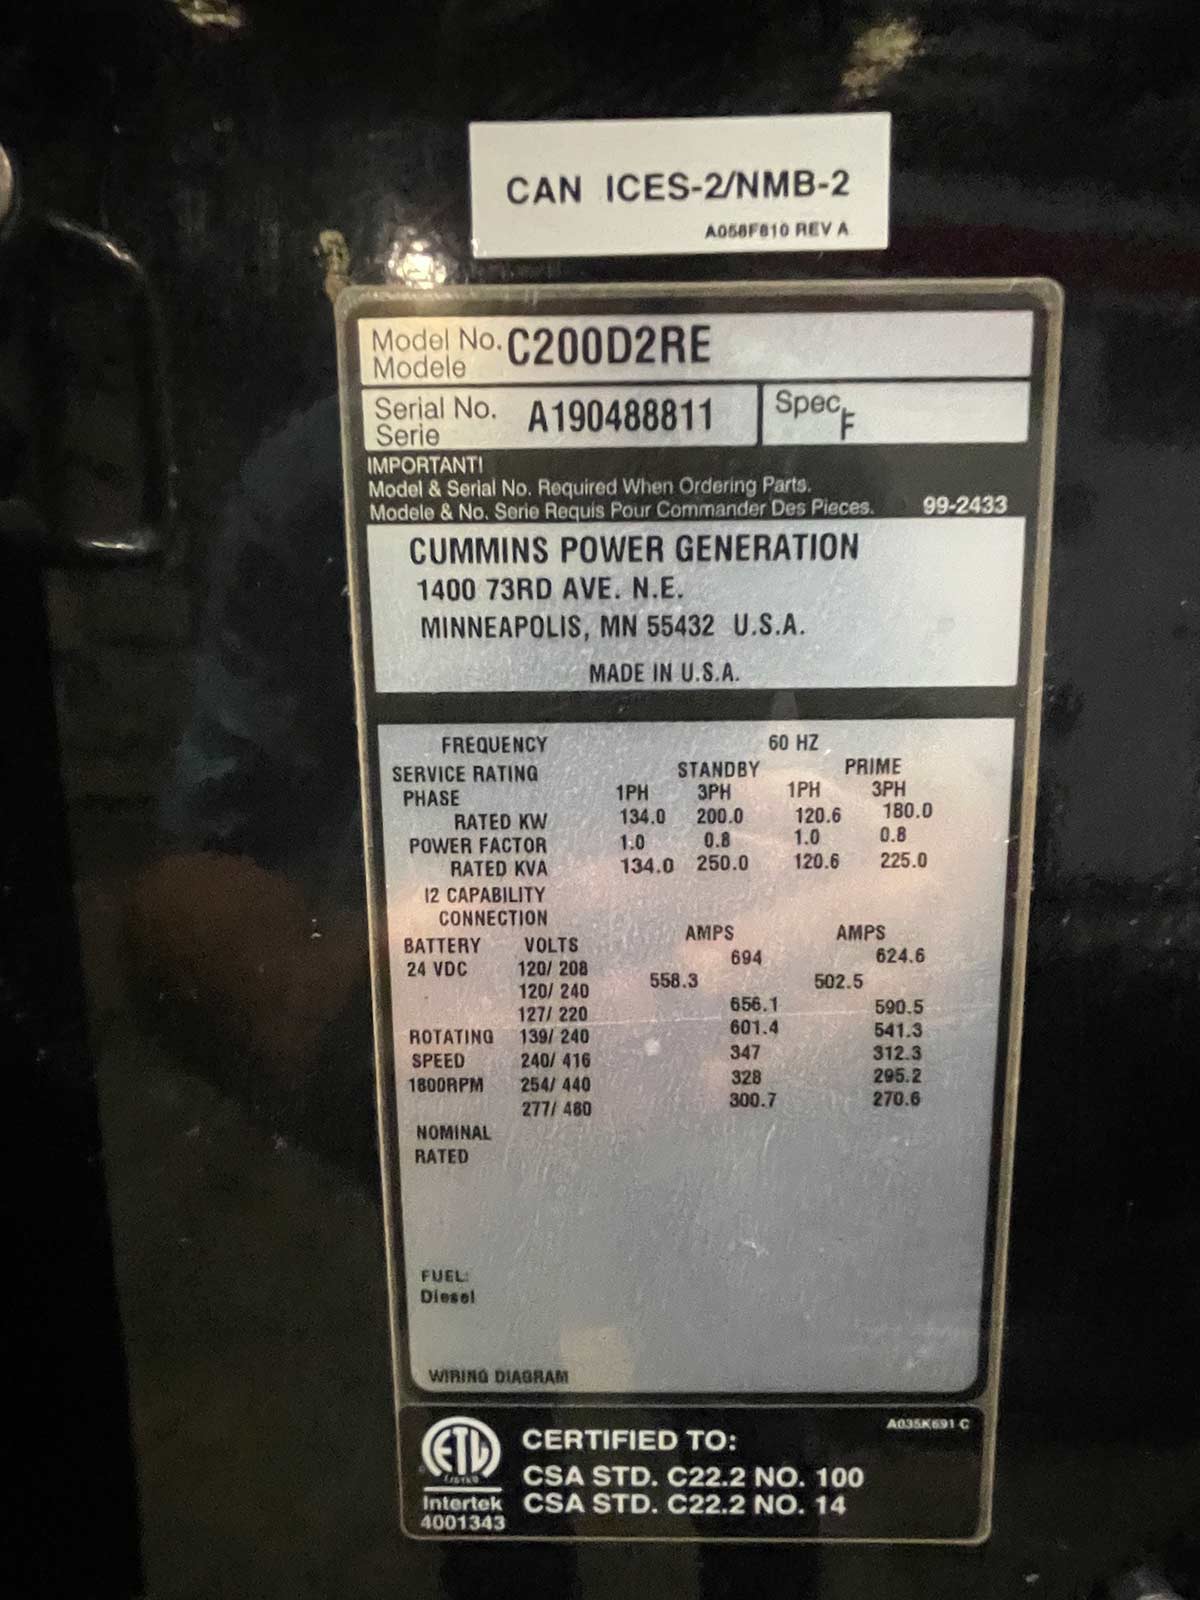 CAN ICES-2/NMB-2
A058F810 REV A
Model No. C200D2RE
Modele
Serial No. A190488811 Spec F
Serie
IMPORTANT!
Model & Serial No. Required When Ordering Parts.
Modele & No. Serie Requis Pour Commander Des Pieces. 99-2433
CUMMINS POWER GENERATION
1400 73RD AVE. N.E.
MINNEAPOLIS, MN 55432 U.S.A.
MADE IN U.S.A.
FREQUENCY 60 HZ
SERVICE RATING STANDBY PRIME
PHASE 1PH 3PH 1PH 3PH
RATED KW 134.0 200.0 120.6 180.0
POWER FACTOR 1.0 0.8 1.0 0.8
RATED KVA 134.0 250.0 120.6 225.0
I2 CAPABILITY
CONNECTION
BATTERY VOLTS AMPS AMPS
24 VDC 120/ 208 694 624.6
120/ 240 558.3 502.5
127/ 220 656.1 590.5
ROTATING 139/ 240 601.4 541.3
SPEED 240/ 416 347 312.3
1800RPM 254/ 440 328 295.2
277/ 480 300.7 270.6
NOMINAL
RATED
FUEL:
Diesel
WIRING DIAGRAM
A035K691 C
ETL CERTIFIED TO:
LISTED CSA STD. C22.2 NO. 100
Intertek CSA STD. C22.2 NO. 14
4001343